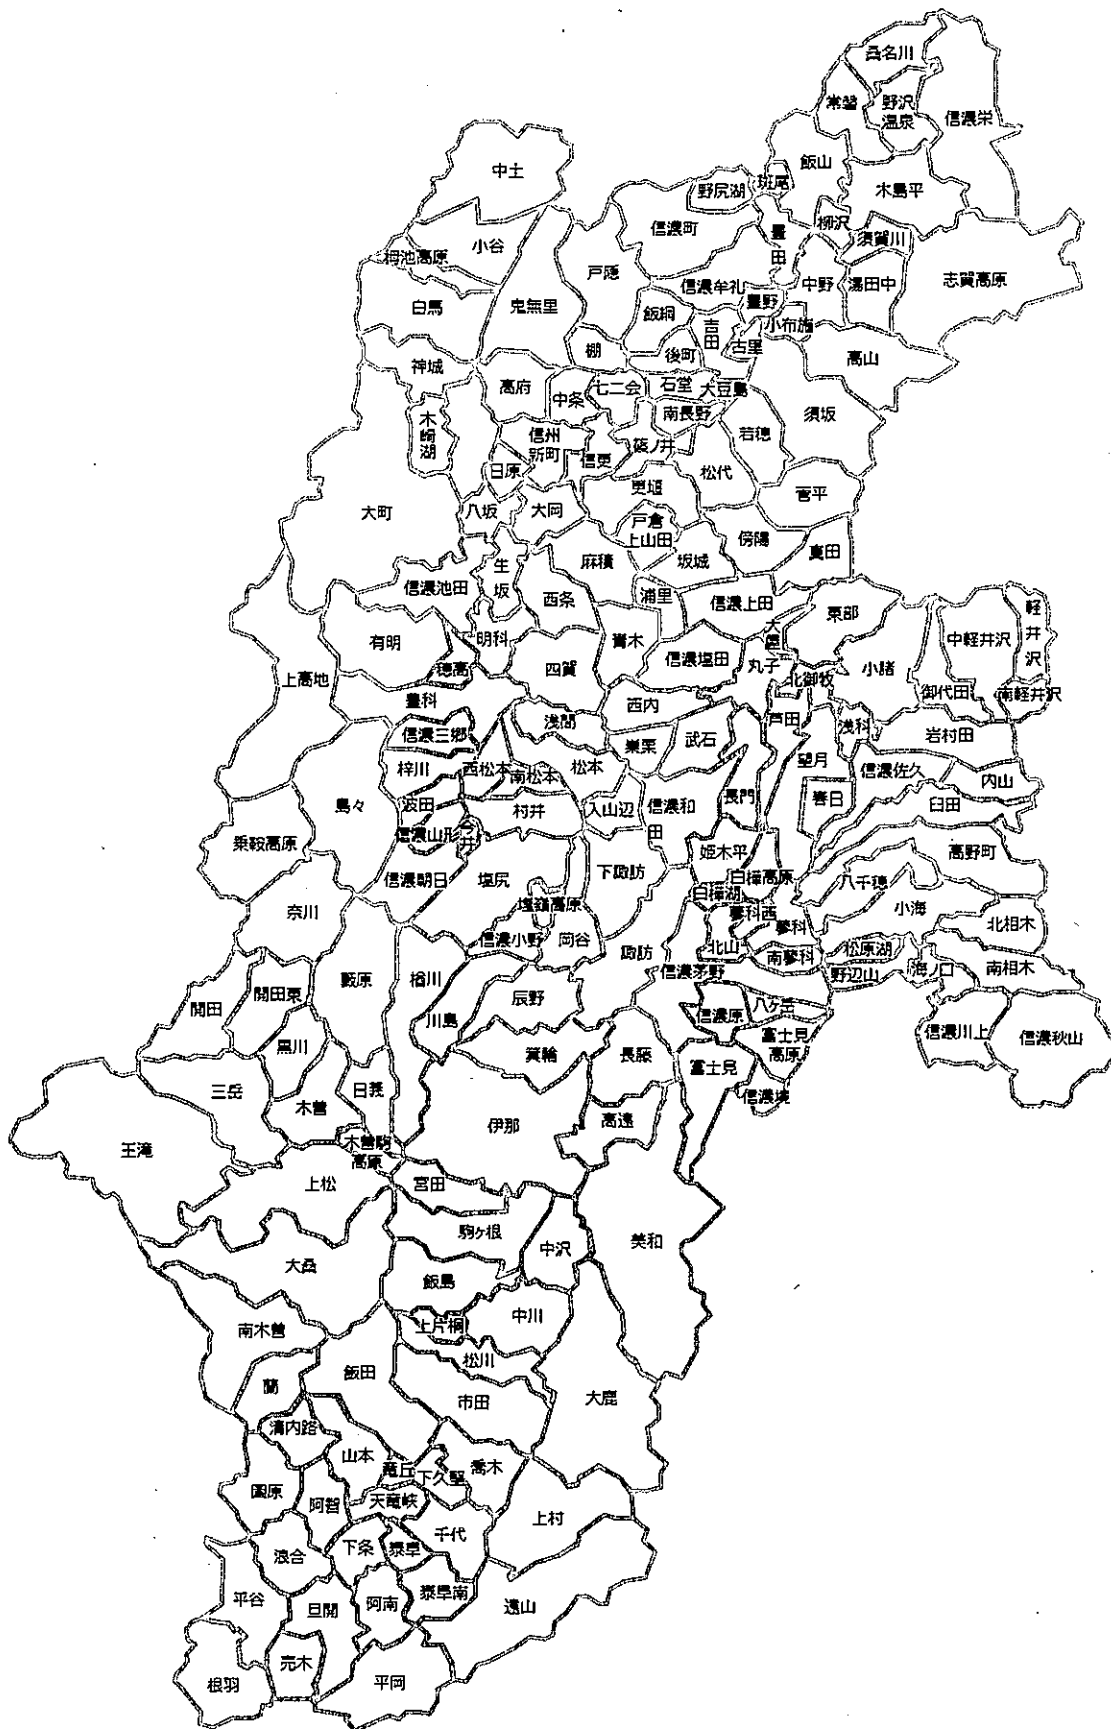 桑名川
常盤
野沢
温泉
信濃栄
飯山
中土
野尻湖
斑尾
木島平
柳沢
信濃町
豊田
須賀川
小谷
栂池高原
戸隠
中野
湯田中
志賀高原
信濃牟礼
白馬
鬼無里
飯綱
豊野
吉田
小布施
古里
神城
柵
後町
高山
高府
中条
七二会
石堂
大豆島
木崎湖
南長野
若穂
須坂
信州
新町
信更
篠ノ井
日原
松代
更埴
菅平
大町
八坂
大岡
戸倉
上山田
傍陽
真田
麻積
坂城
生坂
信濃池田
西条
浦里
信濃上田
東部
軽井沢
中軽井沢
有明
明科
青木
信濃塩田
大屋
穂高
四賀
丸子
小諸
上高地
北御牧
御代田
南軽井沢
豊科
西内
芦田
浅間
浅科
岩村田
信濃三郷
東栗
武石
望月
梓川
西松本
南松本
松本
信濃佐久
内山
島々
波田
村井
入山辺
信濃和田
長門
春日
臼田
今井
信濃山形
乗鞍高原
姫木平
高野町
信濃朝日
塩尻
下諏訪
白樺湖
白樺高原
八千穂
奈川
塩嶺高原
蓼科西
蓼科
小海
北相木
信濃小野
岡谷
諏訪
北山
南蓼科
松原湖
開田
開田東
藪原
楢川
信濃茅野
野辺山
海ノ口
南相木
辰野
川島
信濃原
八ケ岳
黒川
箕輪
長藤
富士見
富士見
高原
信濃川上
信濃秋山
三岳
日義
木曽
信濃境
伊那
高遠
王滝
木曽駒
高原
上松
宮田
駒ヶ根
中沢
美和
大桑
飯島
南木曽
上片桐
中川
松川
蘭
飯田
市田
大鹿
清内路
山本
竜丘
下久堅
喬木
園原
阿智
天竜峡
上村
千代
浪合
下条
泰阜
平谷
旦開
阿南
泰阜南
遠山
売木
根羽
平岡